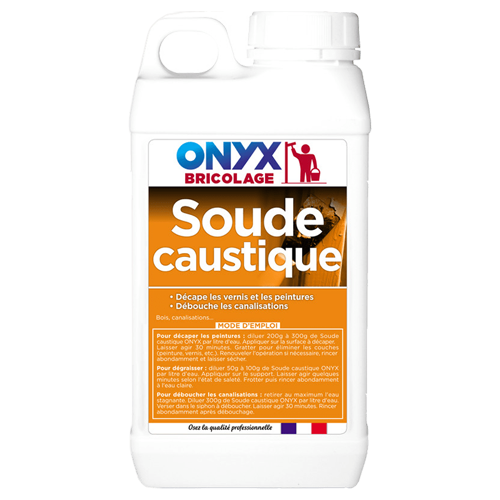 ONYX
BRICOLAGE
Soude
caustique
• Décape les vernis et les peintures
• Débouche les canalisations
Bois, canalisations...
MODE D'EMPLOI
Pour décaper les peintures : diluer 200g à 300g de Soude
caustique ONYX par litre d'eau. Appliquer sur la surface à décaper.
Laisser agir 30 minutes. Gratter pour éliminer les couches
(peinture, vernis, etc.). Renouveler l'opération si nécessaire, rincer
abondamment et laisser sécher.
Pour dégraisser : diluer 50g à 100g de Soude caustique ONYX
par litre d'eau. Appliquer sur le support. Laisser agir quelques
minutes selon l'état de saleté. Frotter puis rincer abondamment
à l'eau claire.
Pour déboucher les canalisations : retirer au maximum l'eau
stagnante. Diluer 300g de Soude caustique ONYX par litre d'eau.
Verser dans le siphon à déboucher. Laisser agir 30 minutes. Rincer
abondamment après débouchage.
Osez la qualité professionnelle